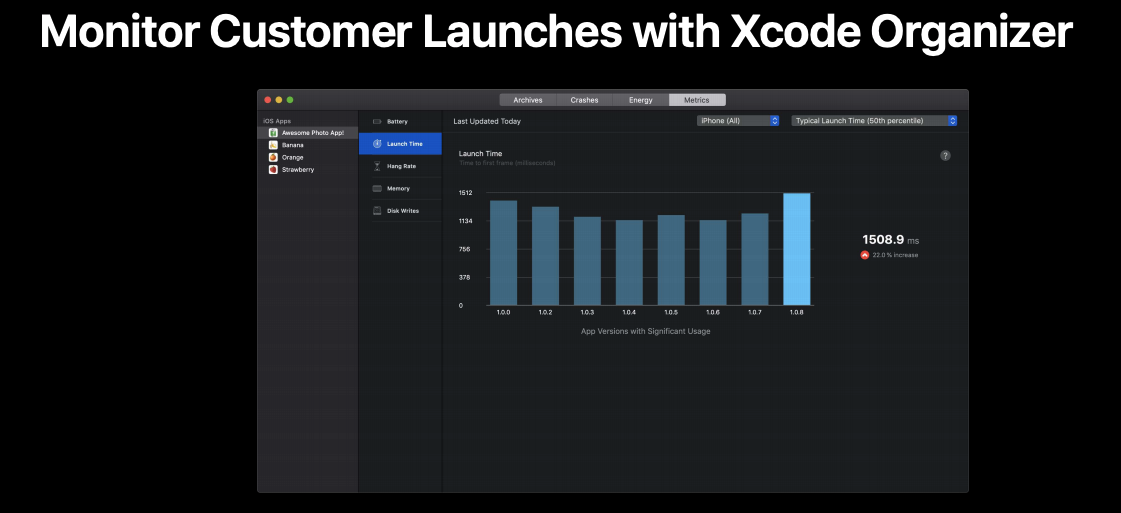 Monitor Customer Launches with Xcode Organizer
Archives Crashes Energy Metrics
iOS Apps
Awesome Photo App!
Banana
Orange
Strawberry
Battery
Launch Time
Hang Rate
Memory
Disk Writes
Last Updated Today
iPhone (All)
Typical Launch Time (50th percentile)
Launch Time
Time to first frame (milliseconds)
?
1512
1134
756
378
0
1.0.0 1.0.2 1.0.3 1.0.4 1.0.5 1.0.6 1.0.7 1.0.8
App Versions with Significant Usage
1508.9 ms
22.0 % increase